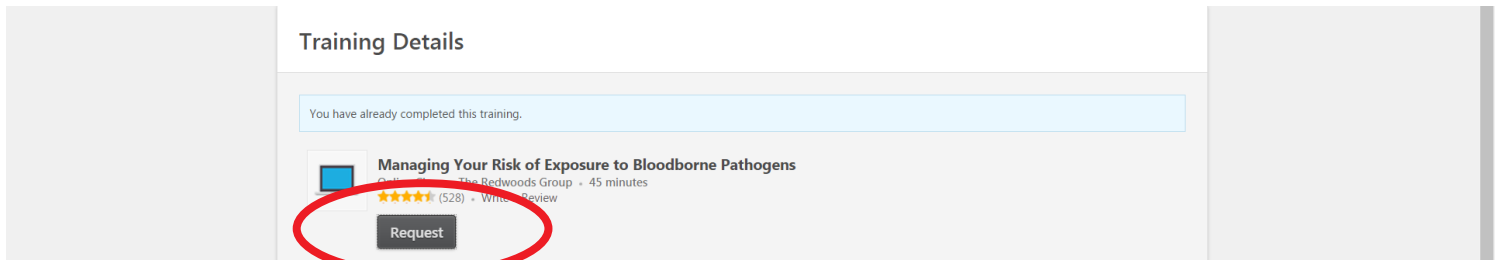 Training Details
You have already completed this training.
Managing Your Risk of Exposure to Bloodborne Pathogens
Online The Redwoods Group • 45 minutes
(528) • Write Review
Request